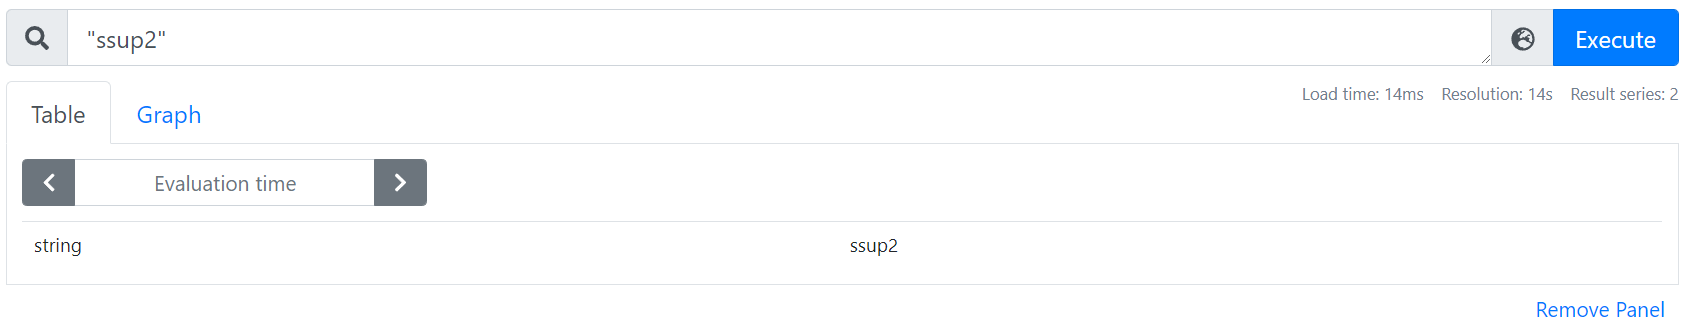 "ssup2"
Execute
Load time: 14ms Resolution: 14s Result series: 2
Table
Graph
Evaluation time
string ssup2
Remove Panel